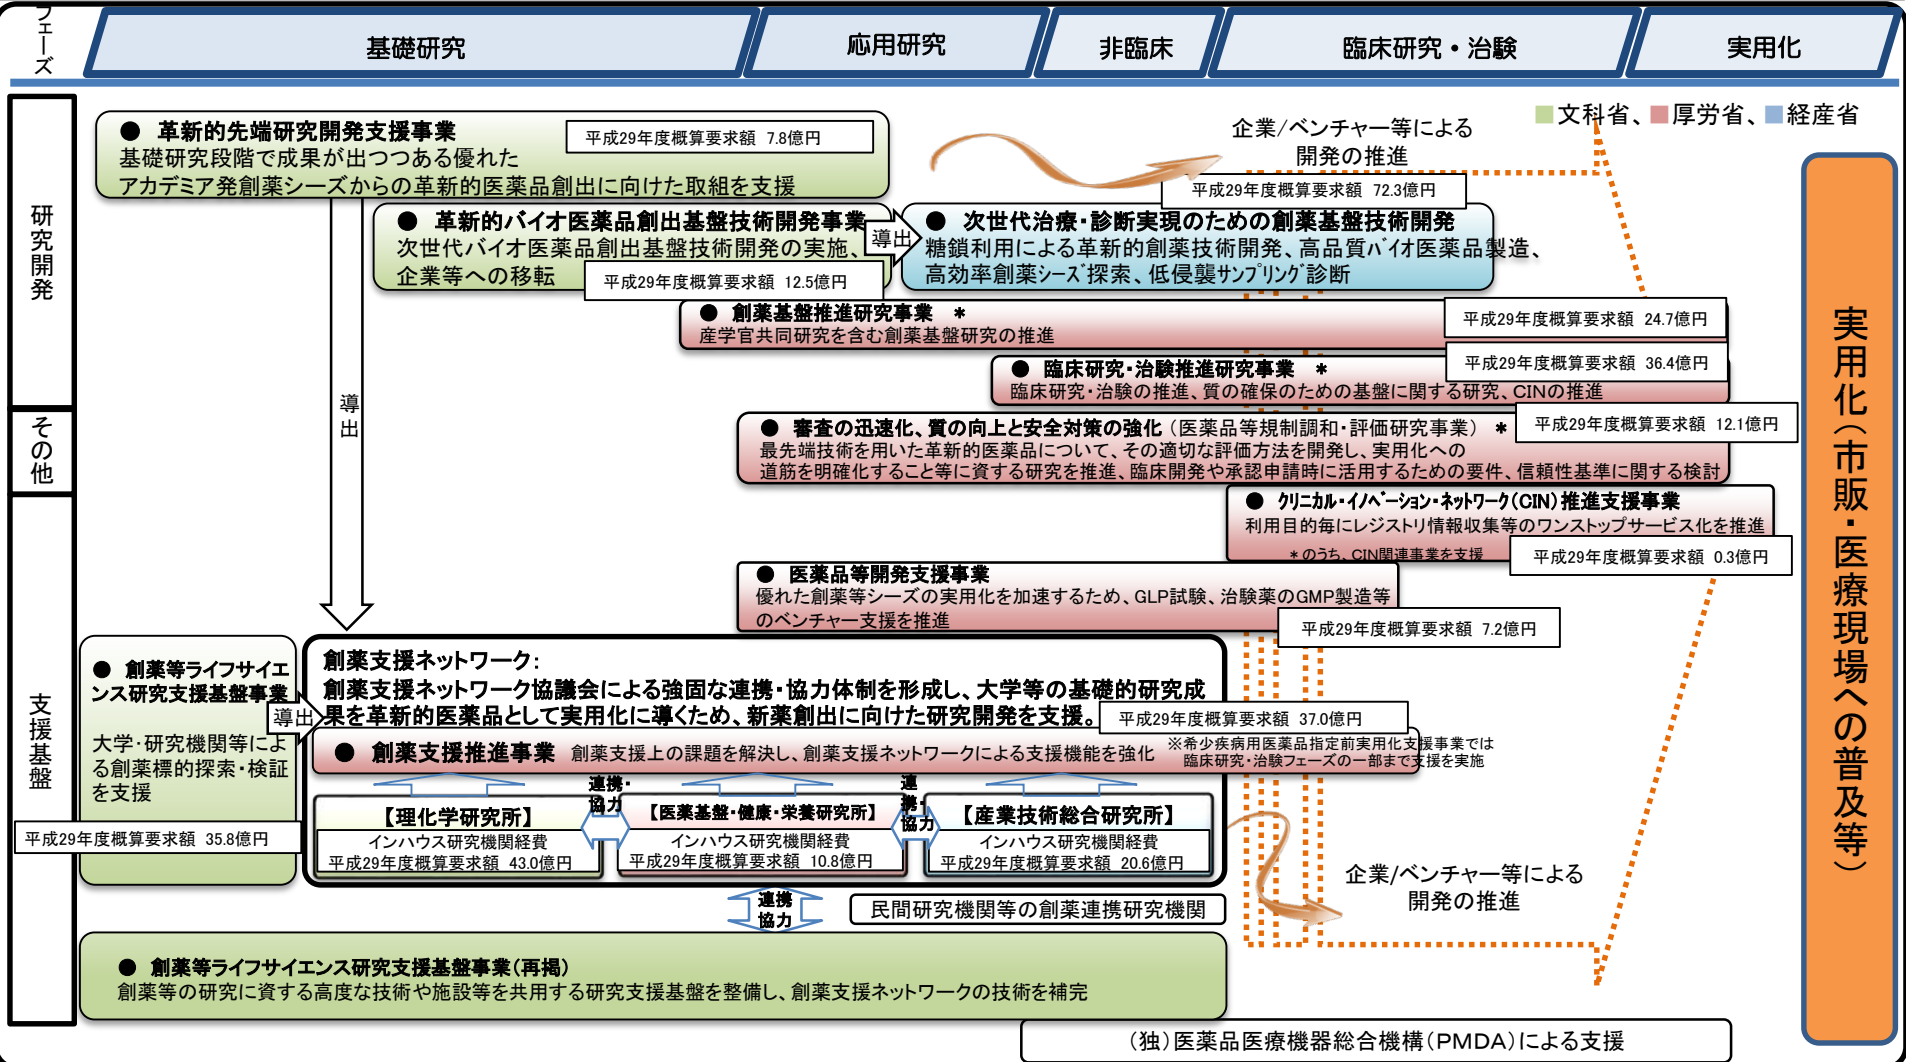 フェーズ
基礎研究
応用研究
非臨床
臨床研究・治験
実用化
■文科省、■厚労省、■経産省
研究開発
● 革新的先端研究開発支援事業
平成29年度概算要求額 7.8億円
基礎研究段階で成果が出つつある優れた
アカデミア発創薬シーズからの革新的医薬品創出に向けた取組を支援
企業/ベンチャー等による
開発の推進
平成29年度概算要求額 72.3億円
● 革新的バイオ医薬品創出基盤技術開発事業
次世代バイオ医薬品創出基盤技術開発の実施、
企業等への移転
平成29年度概算要求額 12.5億円
導出
● 次世代治療・診断実現のための創薬基盤技術開発
糖鎖利用による革新的創薬技術開発、高品質バイオ医薬品製造、
高効率創薬シーズ探索、低侵襲サンプリング診断
● 創薬基盤推進研究事業 *
産学官共同研究を含む創薬基盤研究の推進
平成29年度概算要求額 24.7億円
● 臨床研究・治験推進研究事業 *
臨床研究・治験の推進、質の確保のための基盤に関する研究、CINの推進
平成29年度概算要求額 36.4億円
導出
その他
● 審査の迅速化、質の向上と安全対策の強化(医薬品等規制調和・評価研究事業) *
平成29年度概算要求額 12.1億円
最先端技術を用いた革新的医薬品について、その適切な評価方法を開発し、実用化への
道筋を明確化すること等に資する研究を推進、臨床開発や承認申請時に活用するための要件、信頼性基準に関する検討
● クリニカル・イノベーション・ネットワーク(CIN)推進支援事業
利用目的毎にレジストリ情報収集等のワンストップサービス化を推進
*のうち、CIN関連事業を支援
平成29年度概算要求額 0.3億円
支援基盤
● 医薬品等開発支援事業
優れた創薬等シーズの実用化を加速するため、GLP試験、治験薬のGMP製造等
のベンチャー支援を推進
平成29年度概算要求額 7.2億円
● 創薬等ライフサイエ
ンス研究支援基盤事業
大学・研究機関等によ
る創薬標的探索・検証
を支援
平成29年度概算要求額 35.8億円
導出
創薬支援ネットワーク:
創薬支援ネットワーク協議会による強固な連携・協力体制を形成し、大学等の基礎的研究成
果を革新的医薬品として実用化に導くため、新薬創出に向けた研究開発を支援。
平成29年度概算要求額 37.0億円
● 創薬支援推進事業 創薬支援上の課題を解決し、創薬支援ネットワークによる支援機能を強化
※希少疾病用医薬品指定前実用化支援事業では
臨床研究・治験フェーズの一部まで支援を実施
【理化学研究所】
インハウス研究機関経費
平成29年度概算要求額 43.0億円
連携・
協力
【医薬基盤・健康・栄養研究所】
インハウス研究機関経費
平成29年度概算要求額 10.8億円
連
携・
協力
【産業技術総合研究所】
インハウス研究機関経費
平成29年度概算要求額 20.6億円
企業/ベンチャー等による
開発の推進
連携
協力
民間研究機関等の創薬連携研究機関
● 創薬等ライフサイエンス研究支援基盤事業(再掲)
創薬等の研究に資する高度な技術や施設等を共用する研究支援基盤を整備し、創薬支援ネットワークの技術を補完
(独)医薬品医療機器総合機構(PMDA)による支援
実用化(市販・医療現場への普及等)